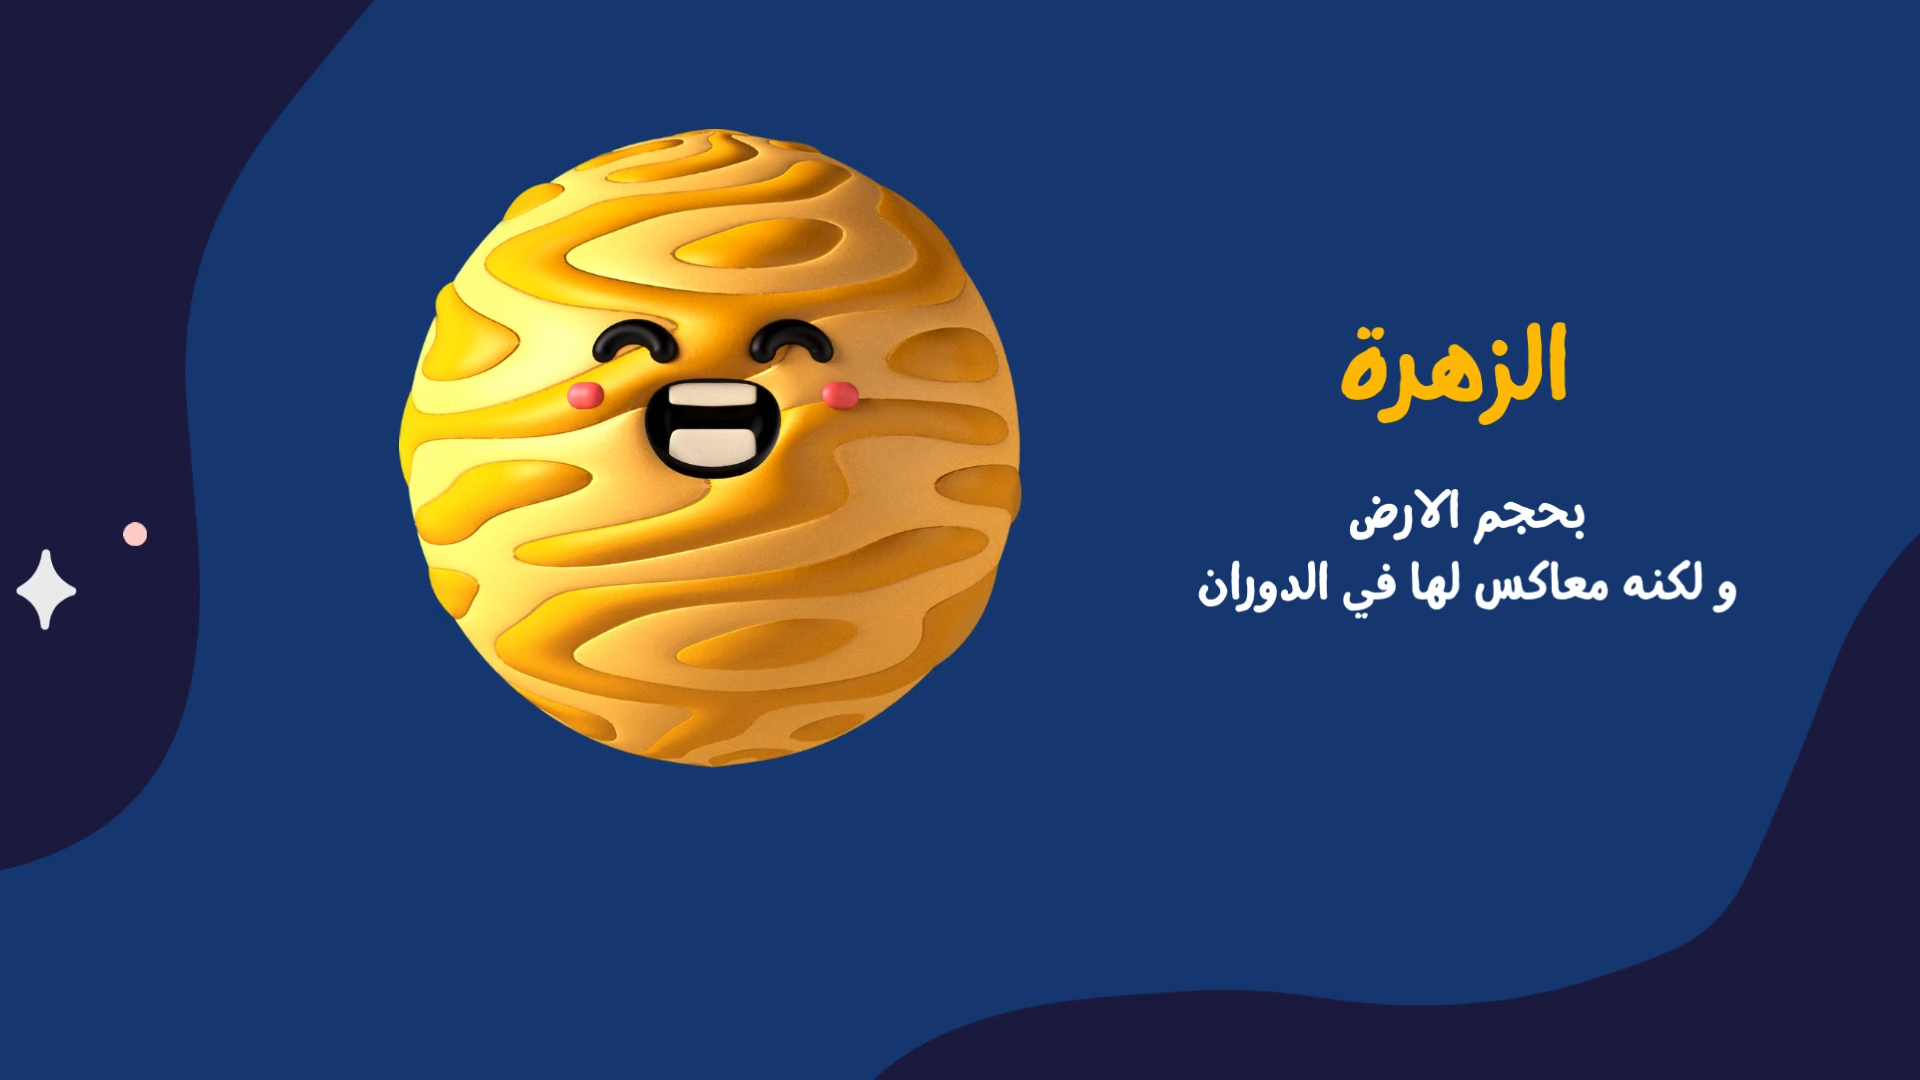 الزهرة
بحجم الارض
و لكنه معاكس لها في الدوران